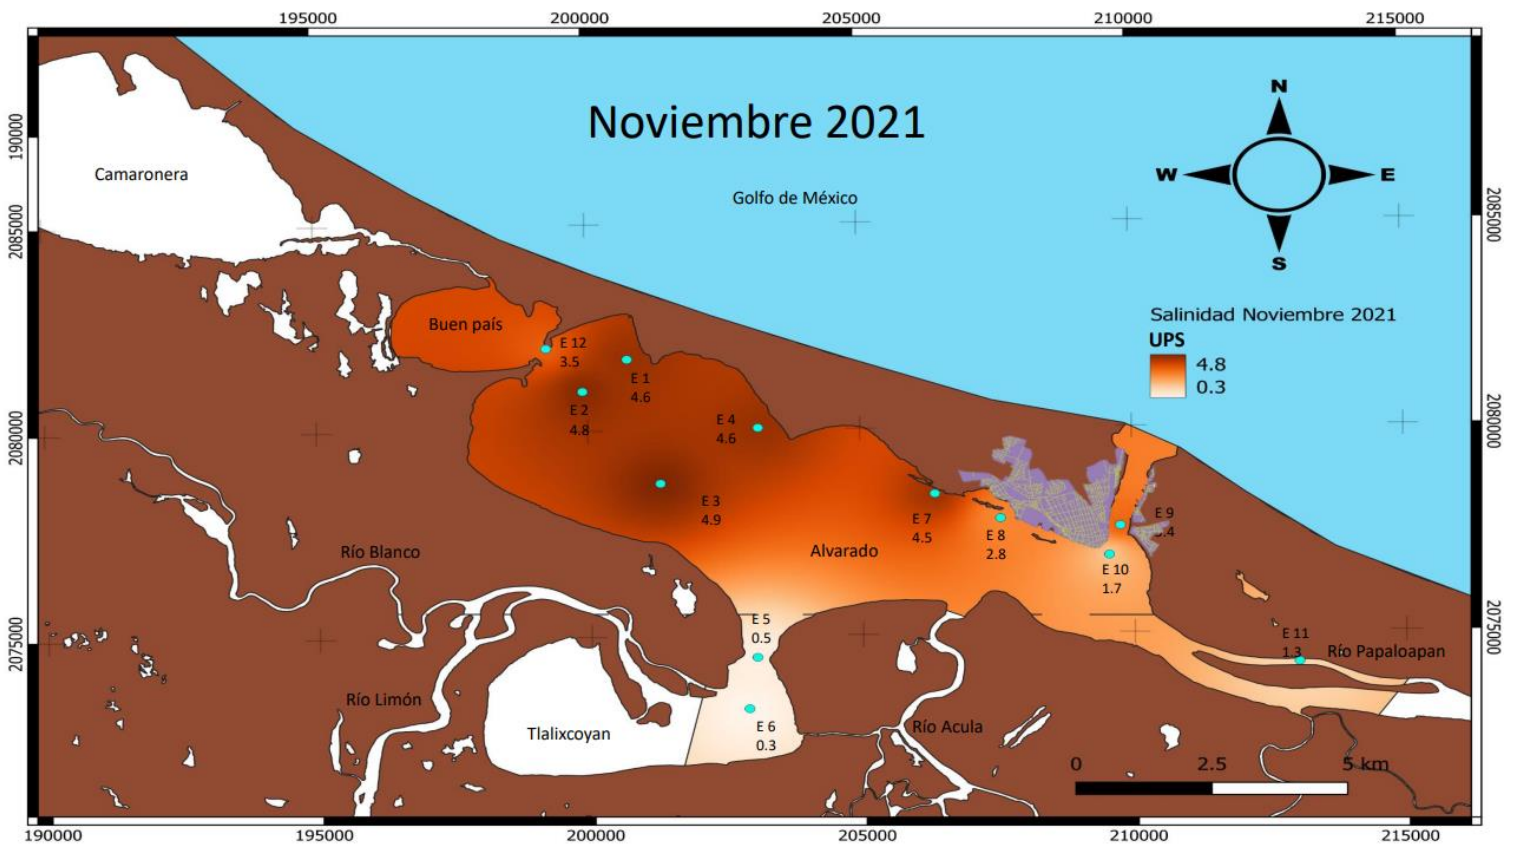 195000
200000
205000
210000
215000
Noviembre 2021
N
W
E
S
190000
Camaronera
Golfo de México
2085000
2085000
Salinidad Noviembre 2021
UPS
4.8
0.3
Buen país
E 12
3.5
E 1
4.6
E 2
4.8
E 4
4.6
2080000
2080000
E 3
4.9
E 7
4.5
E 8
2.8
E 9
E 10
1.7
Río Blanco
Alvarado
E 5
0.5
E 11
1.3
Río Papaloapan
2075000
2075000
Río Limón
Tlalixcoyan
E 6
0.3
Río Acula
0
2.5
5 km
190000
195000
200000
205000
210000
215000